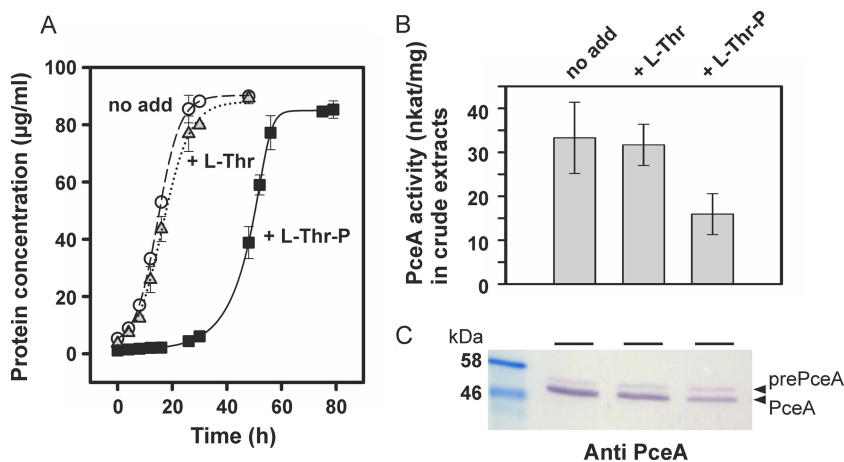 A
Protein concentration (µg/ml)
100
80
60
40
20
0
no add
+ L-Thr
+ L-Thr-P
0 20 40 60 80
Time (h)
B
PceA activity (nkat/mg)
in crude extracts
no add
+ L-Thr
+ L-Thr-P
40
30
20
10
0
C
kDa
58
46
prePceA
PceA
Anti PceA